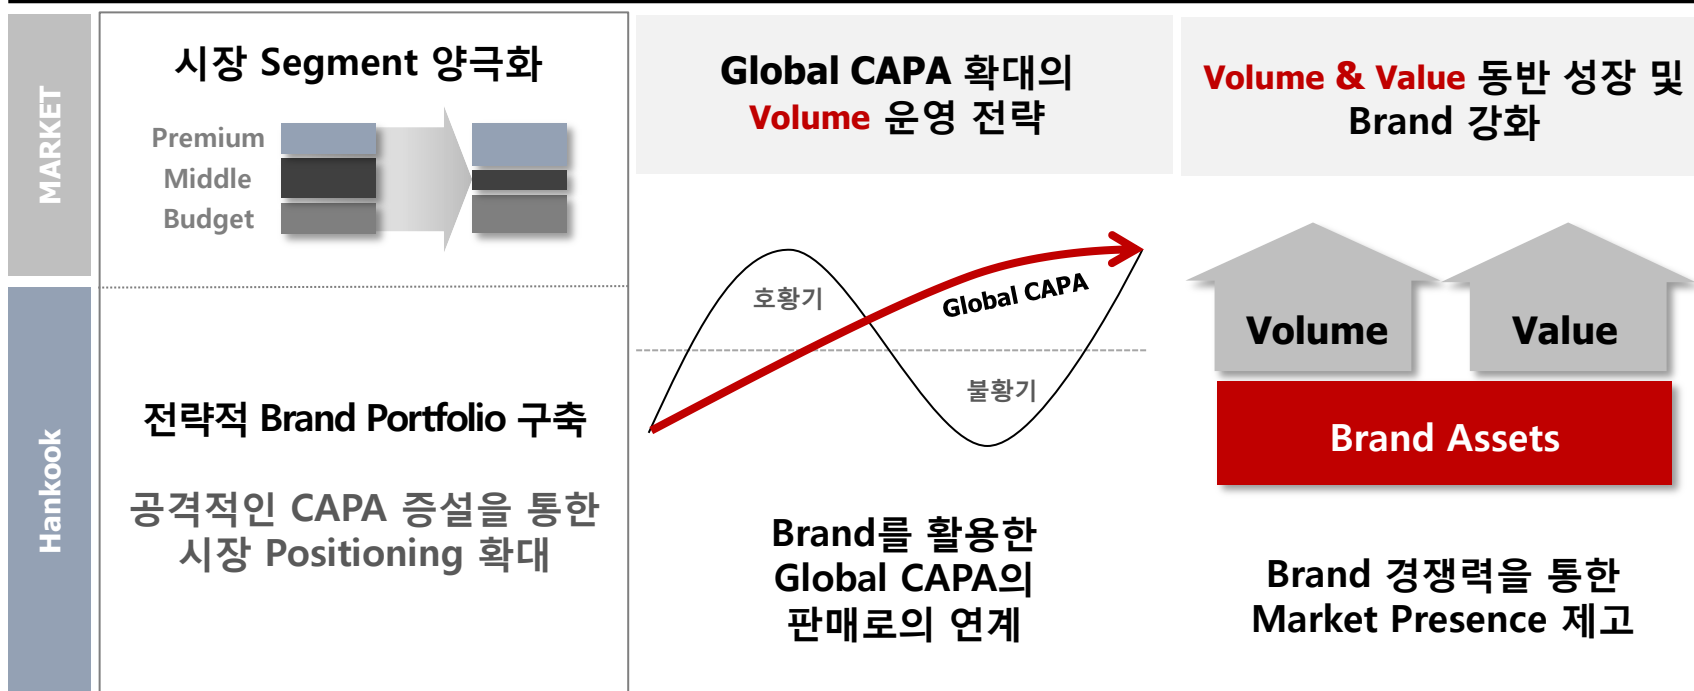 MARKET
시장 Segment 양극화
Premium
Middle
Budget
Hankook
전략적 Brand Portfolio 구축
공격적인 CAPA 증설을 통한
시장 Positioning 확대
Global CAPA 확대의
Volume 운영 전략
호황기
Global CAPA
불황기
Brand를 활용한
Global CAPA의
판매로의 연계
Volume & Value 동반 성장 및
Brand 강화
Volume
Value
Brand Assets
Brand 경쟁력을 통한
Market Presence 제고